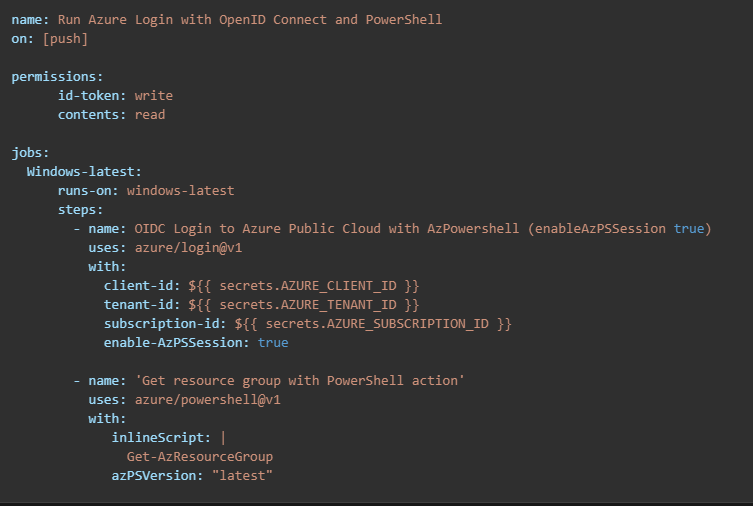 name: Run Azure Login with OpenID Connect and PowerShell
on: [push]
permissions:
id-token: write
contents: read
jobs:
Windows-latest:
runs-on: windows-latest
steps:
- name: OIDC Login to Azure Public Cloud with AzPowershell (enableAzPSSession true)
uses: azure/login@v1
with:
client-id: ${{ secrets.AZURE_CLIENT_ID }}
tenant-id: ${{ secrets.AZURE_TENANT_ID }}
subscription-id: ${{ secrets.AZURE_SUBSCRIPTION_ID }}
enable-AzPSSession: true
- name: 'Get resource group with PowerShell action'
uses: azure/powershell@v1
with:
inlineScript: |
Get-AzResourceGroup
azPSVersion: "latest"